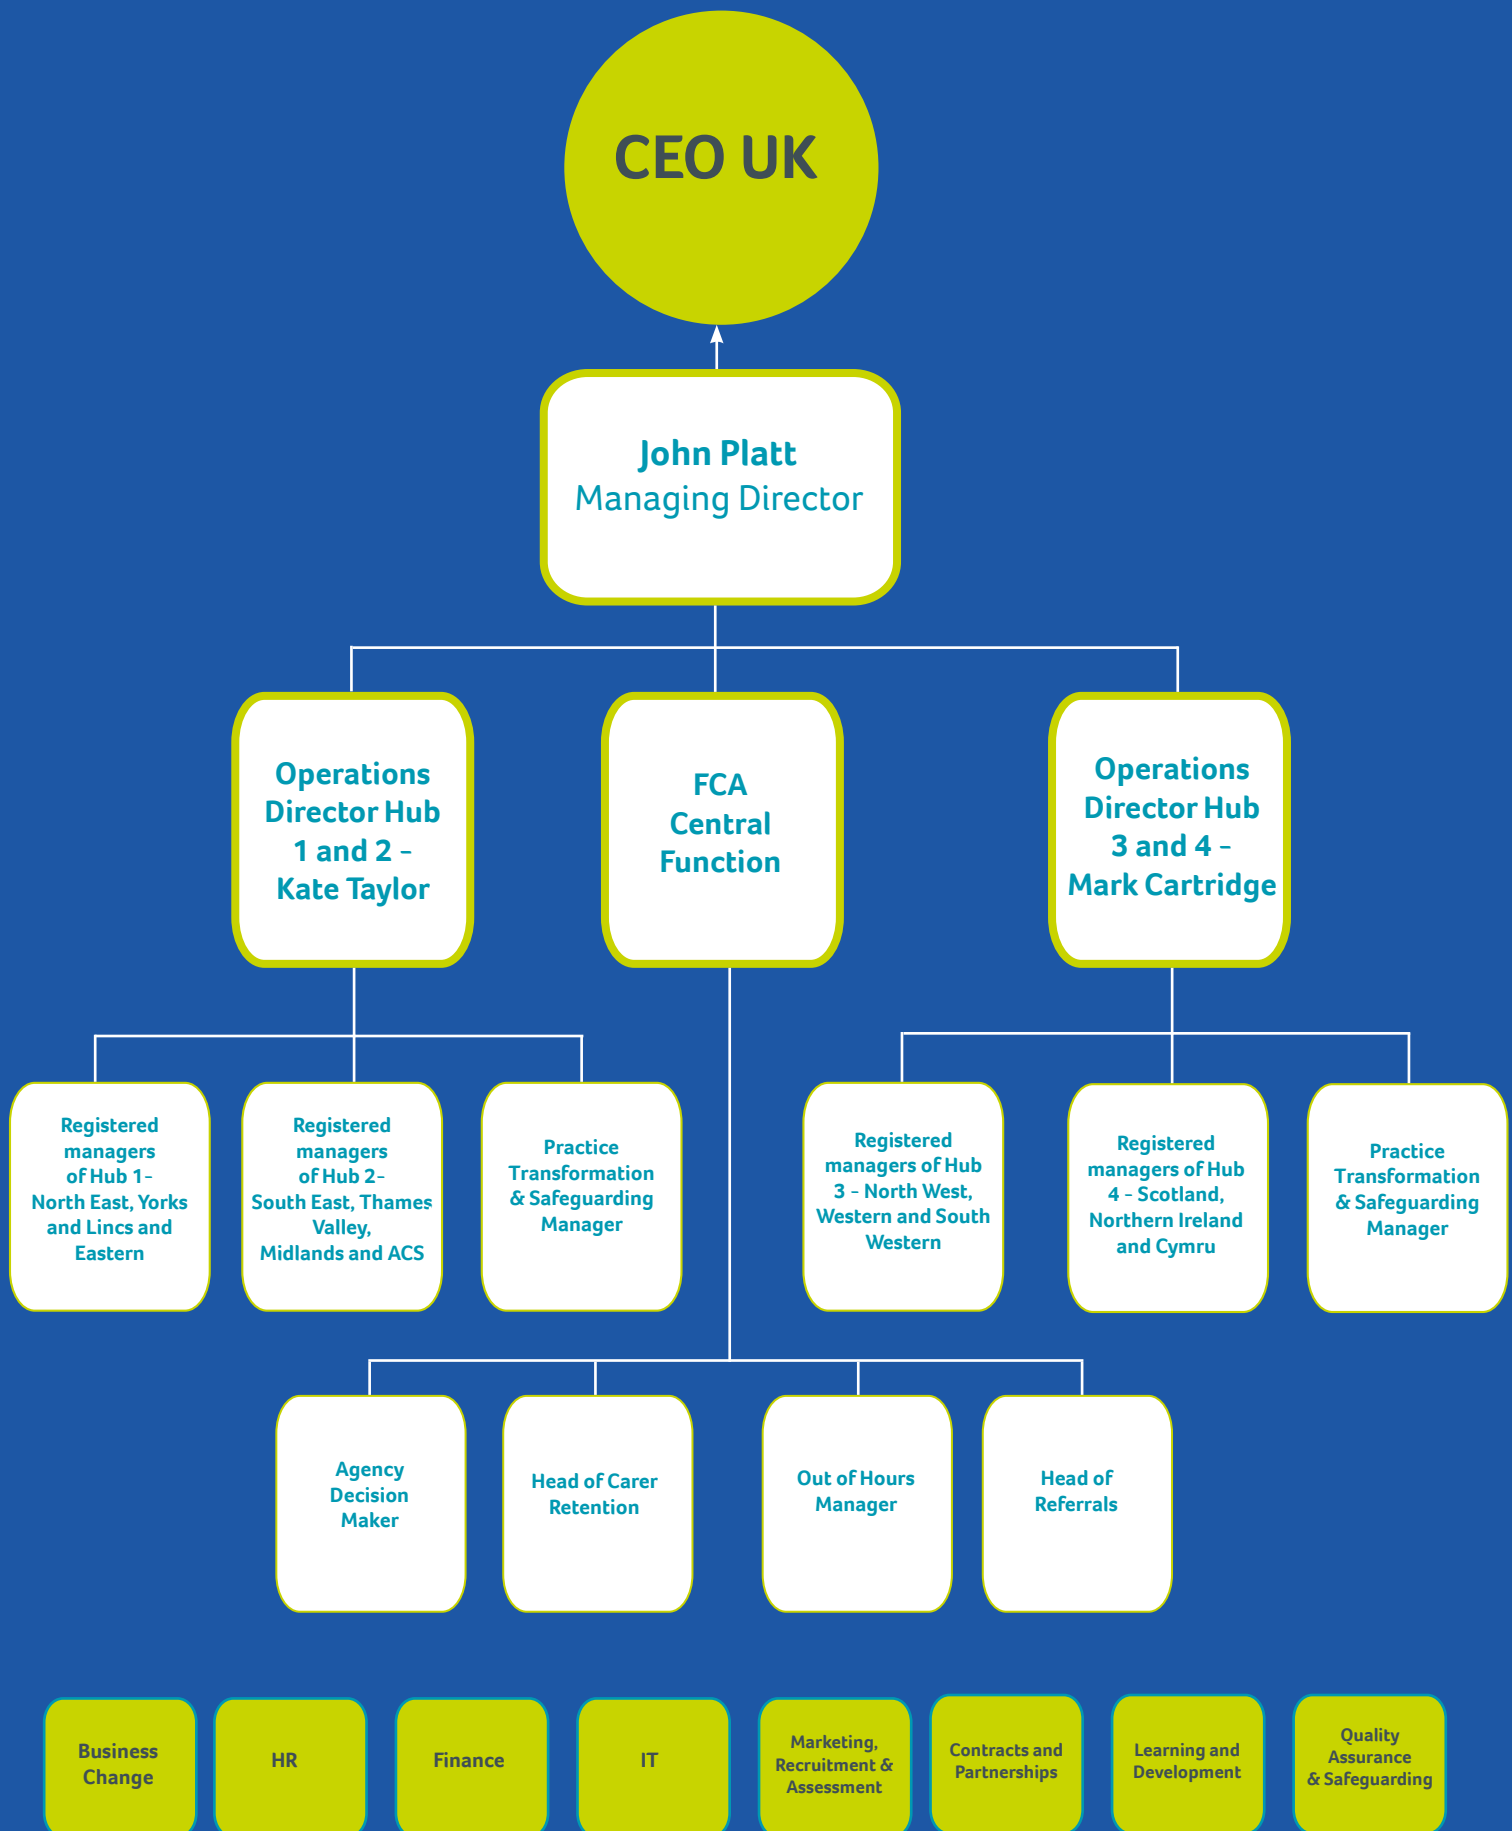 CEO UK
John Platt
Managing Director
Operations
Director Hub
1 and 2 -
Kate Taylor
FCA
Central
Function
Operations
Director Hub
3 and 4 -
Mark Cartridge
Registered
managers
of Hub 1-
North East, Yorks
and Lincs and
Eastern
Registered
managers
of Hub 2-
South East, Thames
Valley,
Midlands and ACS
Practice
Transformation
& Safeguarding
Manager
Registered
managers of Hub
3 - North West,
Western and South
Western
Registered
managers of Hub
4 - Scotland,
Northern Ireland
and Cymru
Practice
Transformation
& Safeguarding
Manager
Agency
Decision
Maker
Head of Carer
Retention
Out of Hours
Manager
Head of
Referrals
Business
Change
HR
Finance
IT
Marketing,
Recruitment &
Assessment
Contracts and
Partnerships
Learning and
Development
Quality
Assurance
& Safeguarding